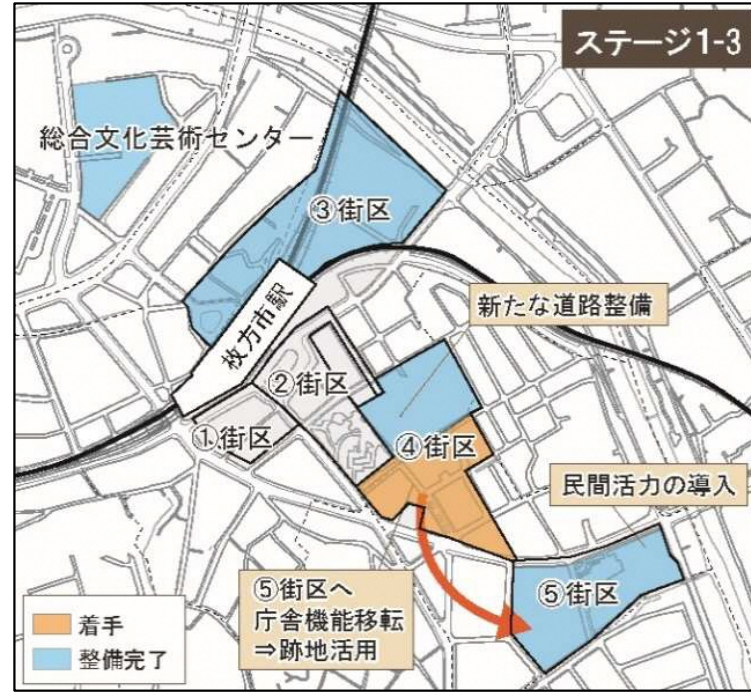 ステージ1-3
総合文化芸術センター
③街区
新たな道路整備
枚方市駅
②街区
①街区
④街区
民間活力の導入
⑤街区へ
庁舎機能移転
⇒跡地活用
⑤街区
着手
整備完了